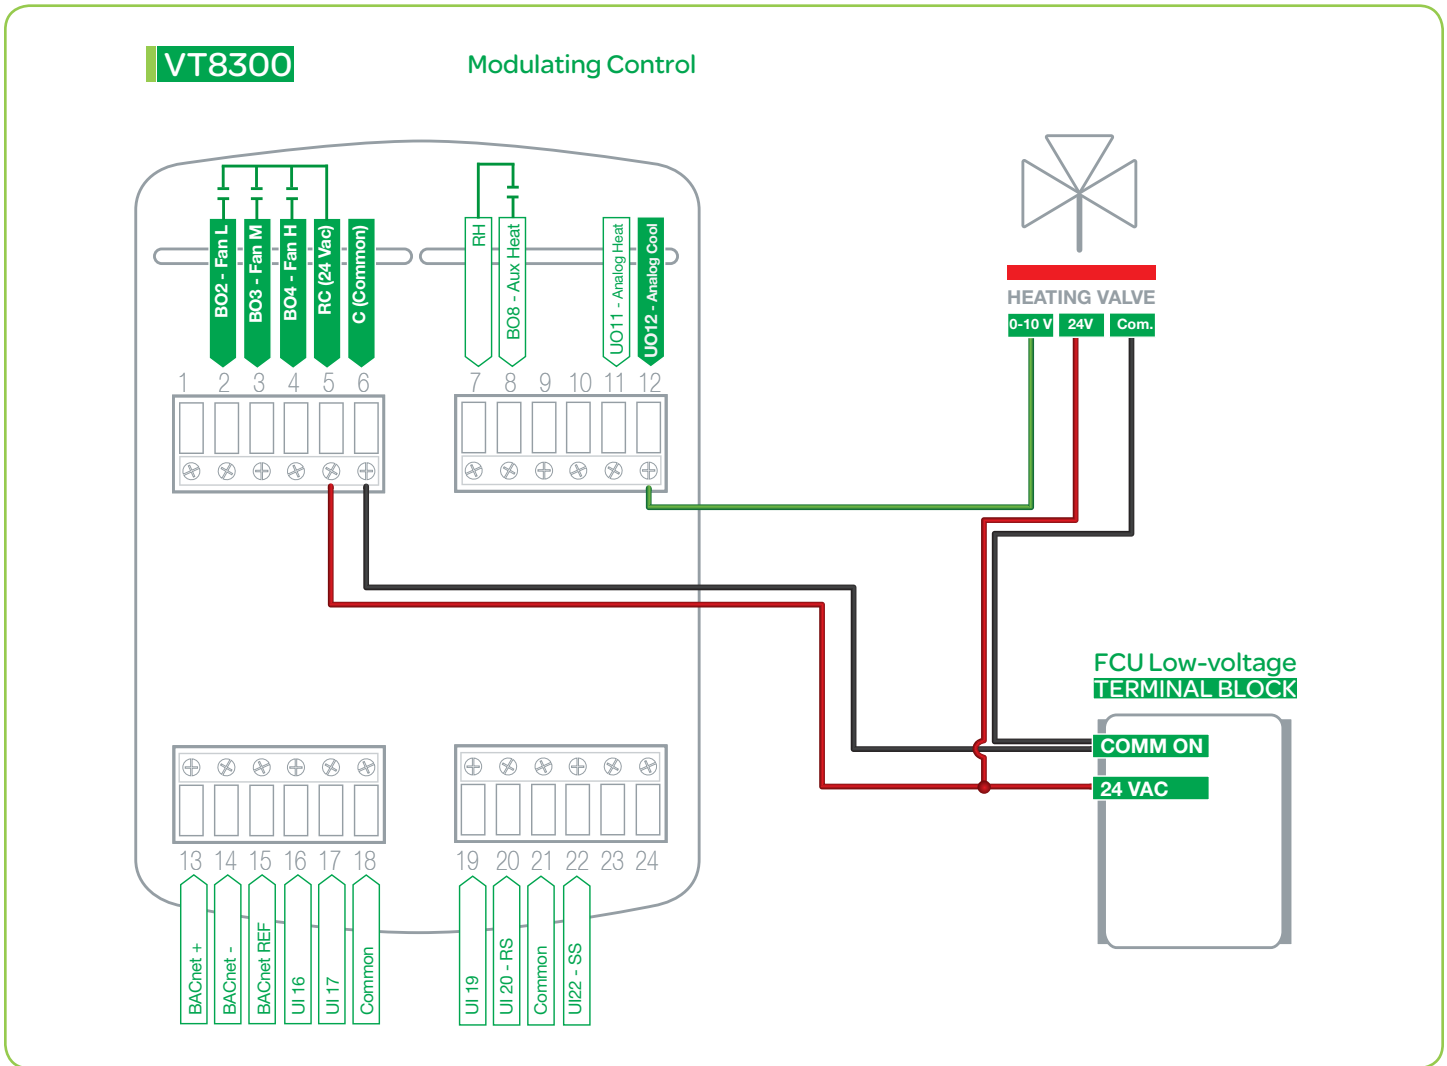 VT8300
Modulating Control
BO2 - Fan L
BO3 - Fan M
BO4 - Fan H
RC (24 Vac)
C (Common)
RH
BO8 - Aux Heat
UO11 - Analog Heat
UO12 - Analog Cool
1 2 3 4 5 6
7 8 9 10 11 12
HEATING VALVE
0-10 V 24V Com.
FCU Low-voltage
TERMINAL BLOCK
COMM ON
24 VAC
13 14 15 16 17 18
19 20 21 22 23 24
BACnet +
BACnet -
BACnet REF
UI 16
UI 17
Common
UI 19
UI 20 - RS
Common
UI22 - SS